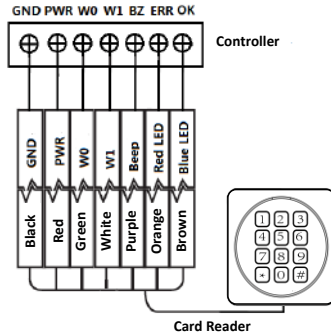 GND PWR W0 W1 BZ ERR OK
Controller
GND PWR W0 W1 Beep Red LED Blue LED
Black Red Green White Purple Orange Brown
1 2 3
4 5 6
7 8 9
* 0 #
Card Reader